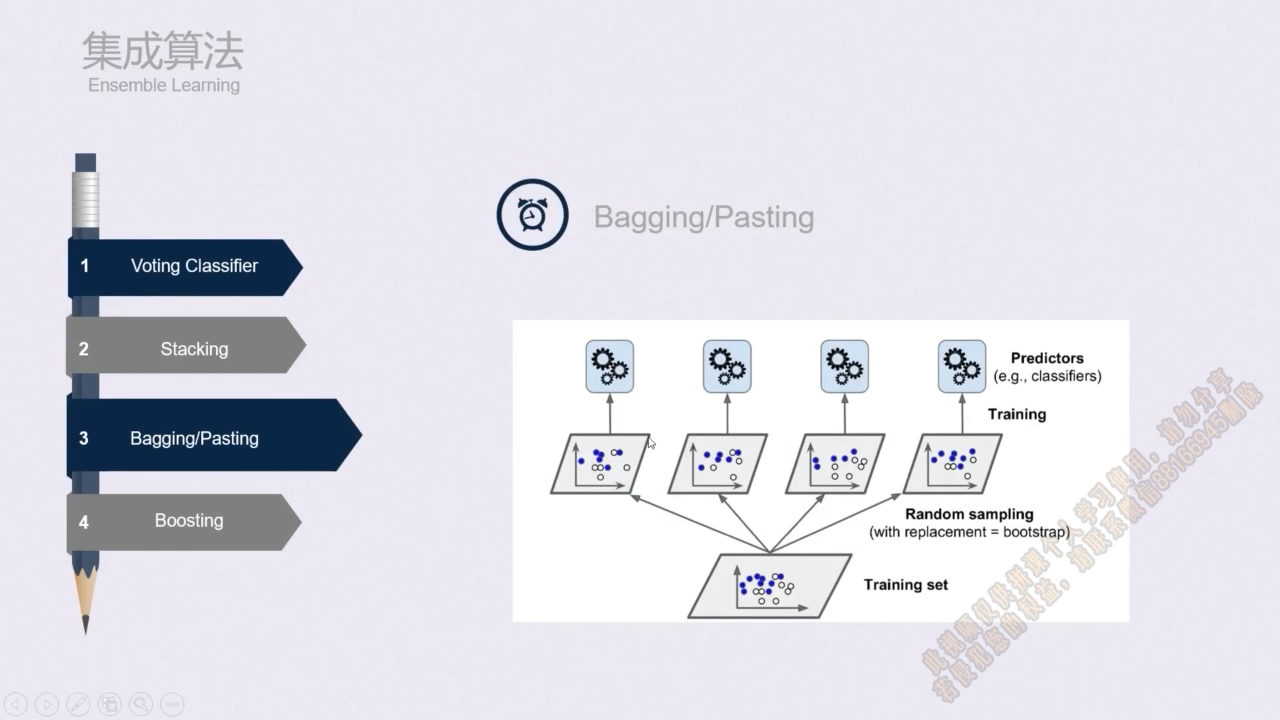 集成算法
Ensemble Learning
1 Voting Classifier
2 Stacking
3 Bagging/Pasting
4 Boosting
Bagging/Pasting
Predictors
(e.g., classifiers)
Training
Random sampling
(with replacement = bootstrap)
Training set
此视频仅供拼课个人学习使用，请勿分享
若侵犯您的权益，请联系微信88166945删除